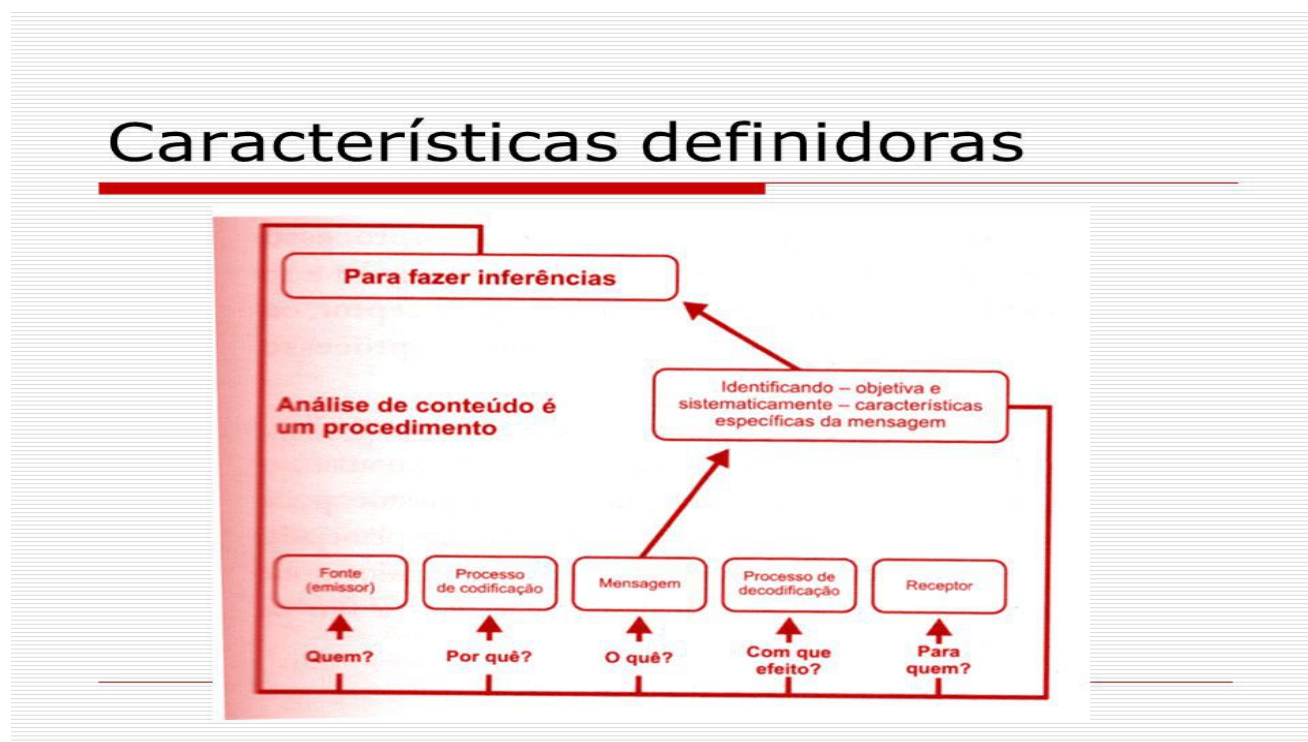 Características definidoras
Para fazer inferências
Identificando – objetiva e
sistematicamente – características
específicas da mensagem
Análise de conteúdo é
um procedimento
Fonte
(emissor)
Processo
de codificação
Mensagem
Processo de
decodificação
Receptor
Quem?
Por quê?
O quê?
Com que
efeito?
Para
quem?